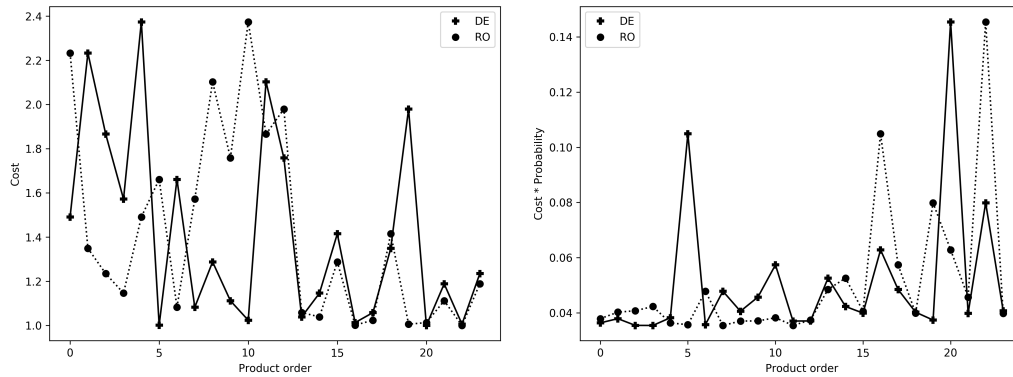 2.4
2.2
2.0
1.8
1.6
1.4
1.2
1.0
Cost
0 5 10 15 20
Product order
DE
RO
0.14
0.12
0.10
0.08
0.06
0.04
Cost * Probability
0 5 10 15 20
Product order
DE
RO